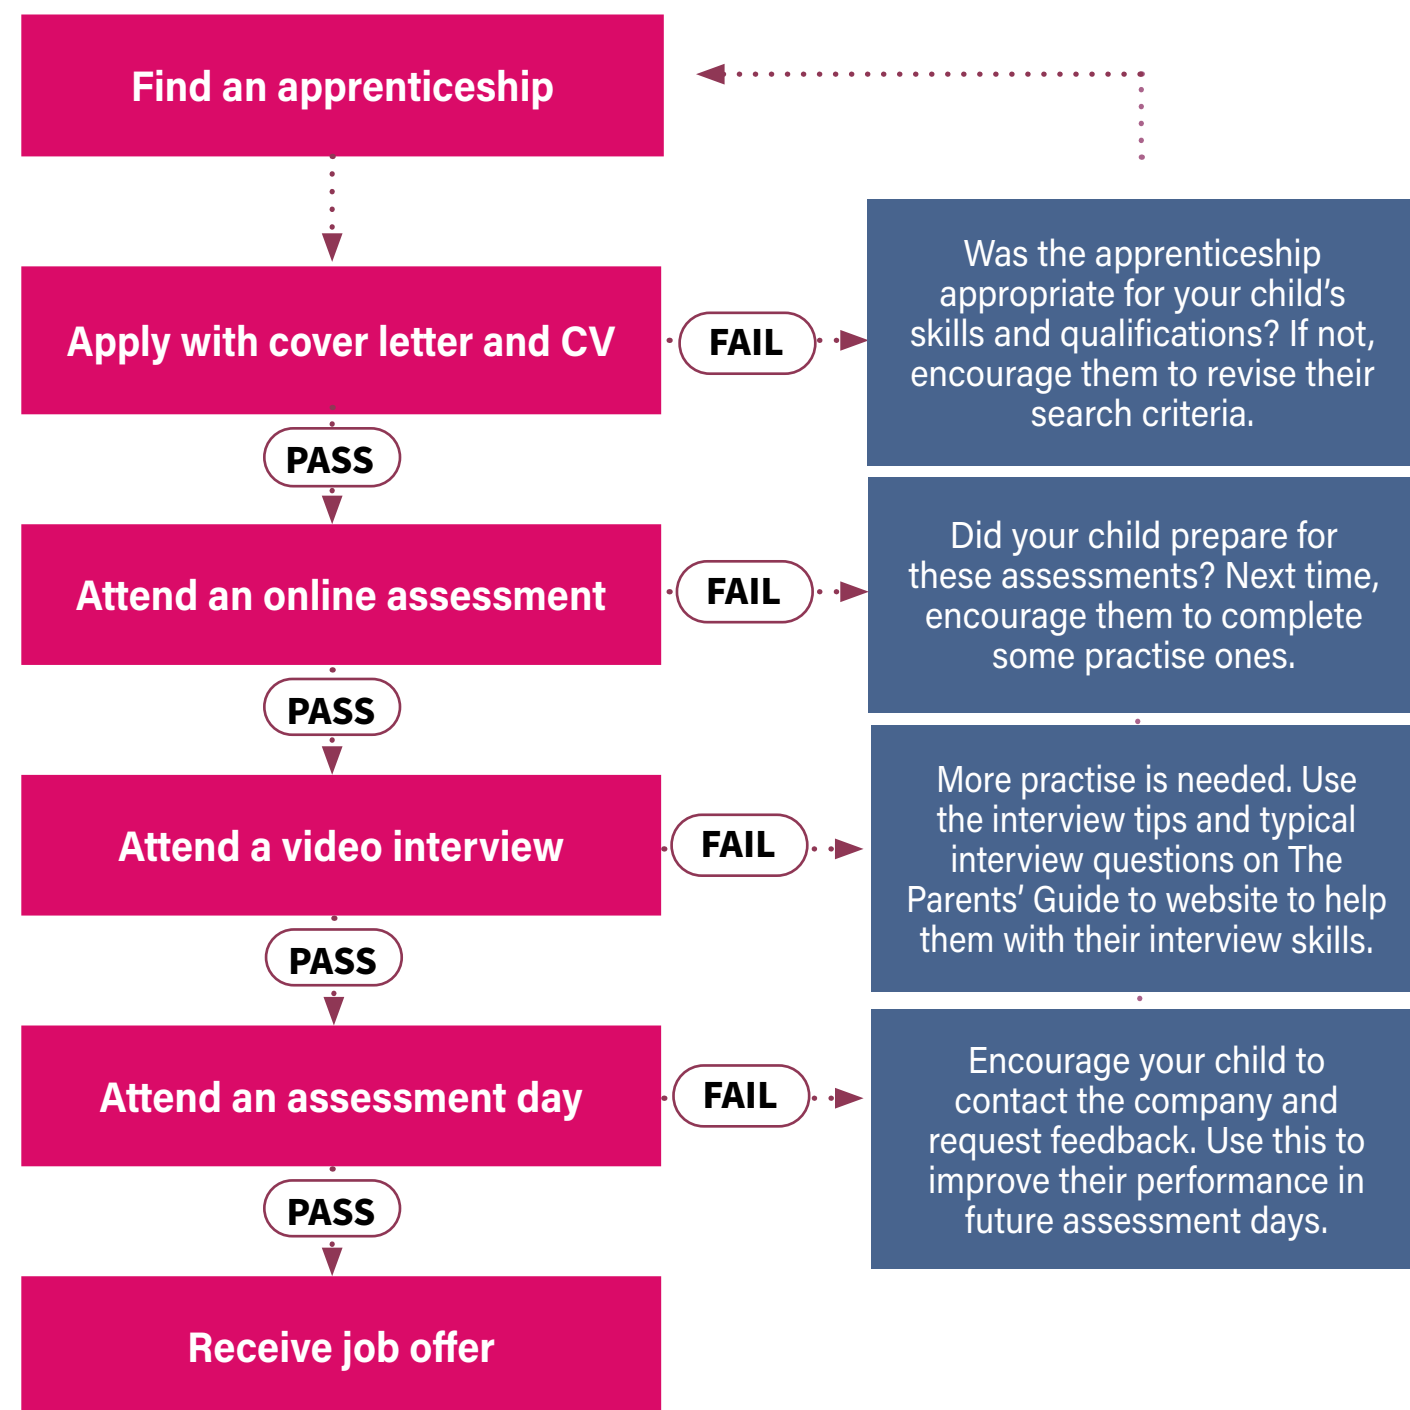 Find an apprenticeship
Apply with cover letter and CV
FAIL
Was the apprenticeship
appropriate for your child’s
skills and qualifications? If not,
encourage them to revise their
search criteria.
PASS
Attend an online assessment
FAIL
Did your child prepare for
these assessments? Next time,
encourage them to complete
some practise ones.
PASS
Attend a video interview
FAIL
More practise is needed. Use
the interview tips and typical
interview questions on The
Parents’ Guide to website to help
them with their interview skills.
PASS
Attend an assessment day
FAIL
Encourage your child to
contact the company and
request feedback. Use this to
improve their performance in
future assessment days.
PASS
Receive job offer